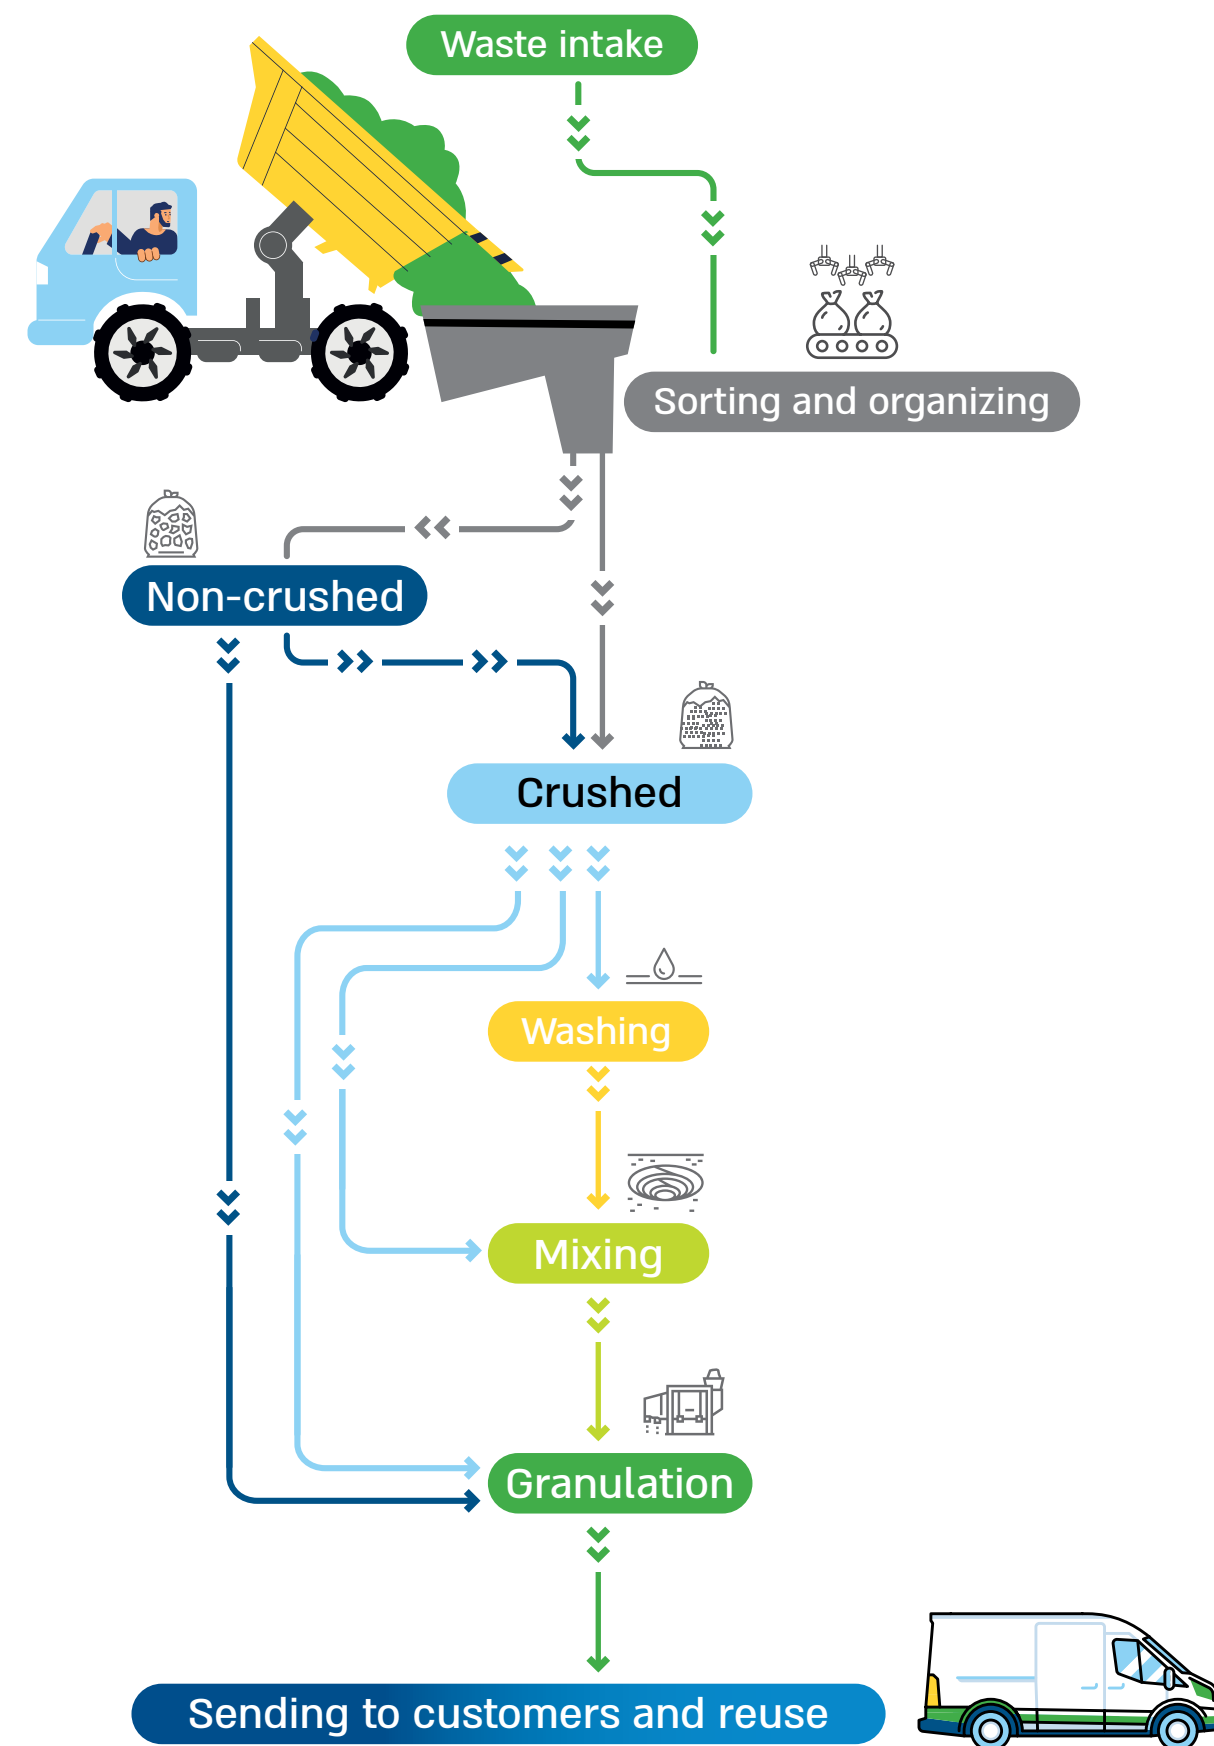 Waste intake
Sorting and organizing
Non-crushed
Crushed
Washing
Mixing
Granulation
Sending to customers and reuse